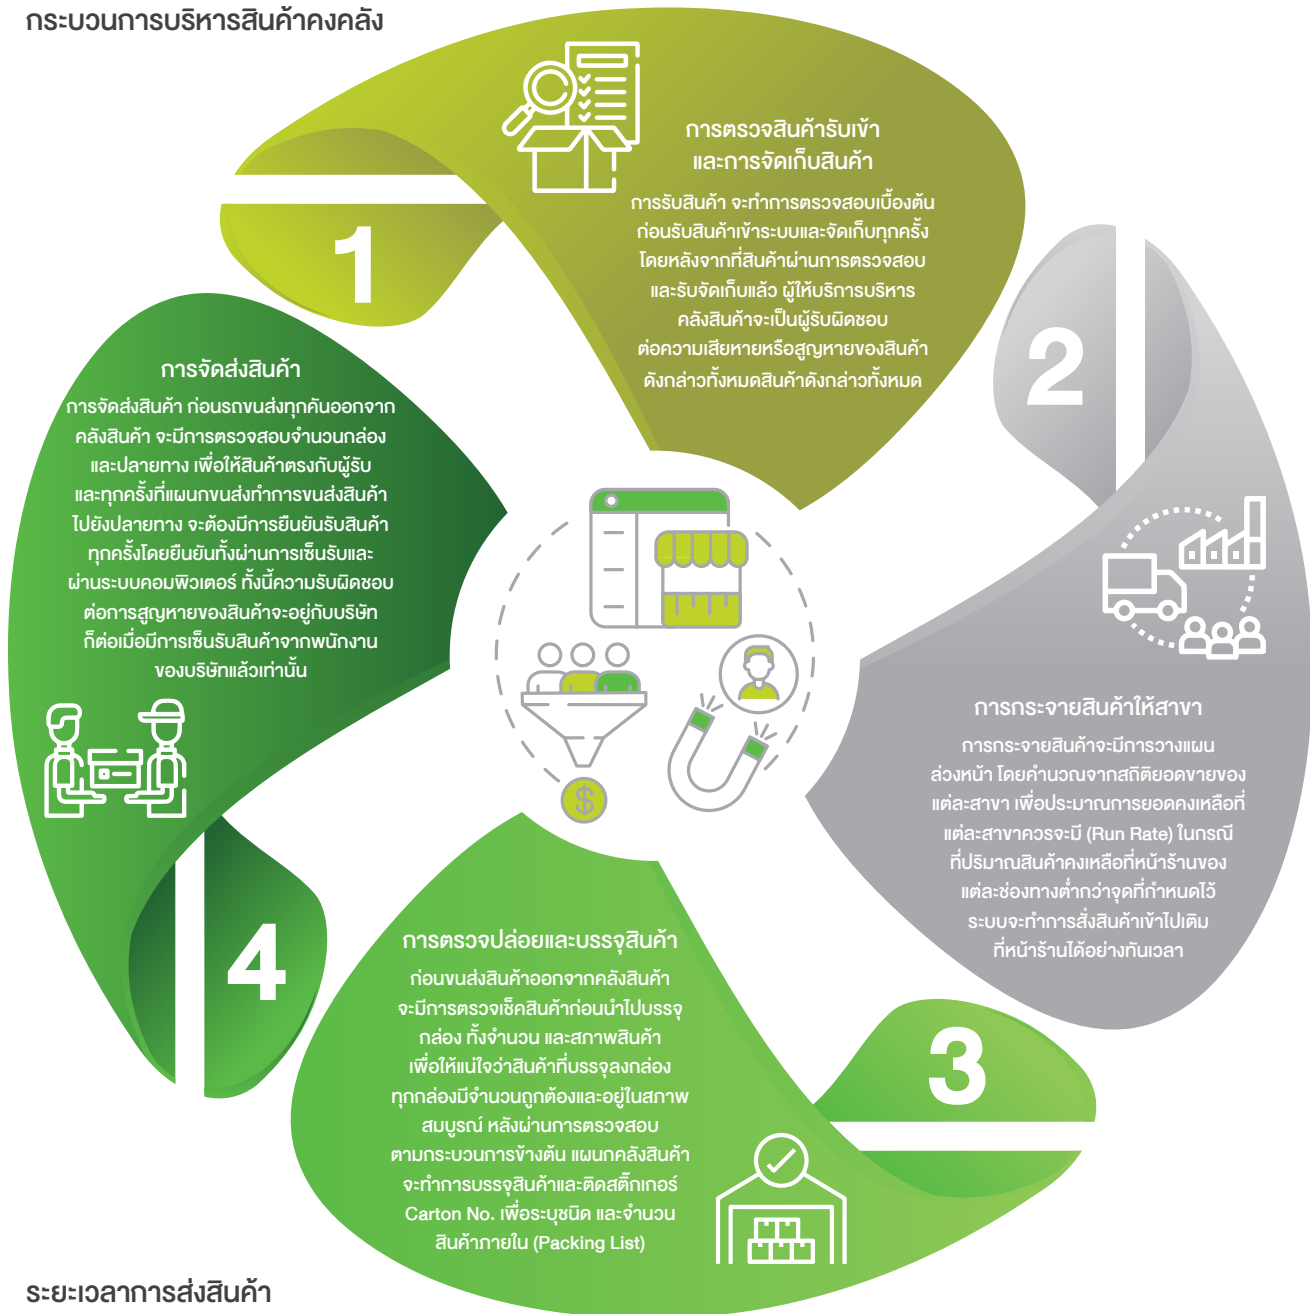 กระบวนการบริหารสินค้าคงคลัง
1
การตรวจสินค้ารับเข้า
และการจัดเก็บสินค้า
การรับสินค้า จะทำการตรวจสอบเบื้องต้น
ก่อนรับสินค้าเข้าระบบและจัดเก็บทุกครั้ง
โดยหลังจากที่สินค้าผ่านการตรวจสอบ
และรับจัดเก็บแล้ว ผู้ให้บริการบริหาร
คลังสินค้าจะเป็นผู้รับผิดชอบ
ต่อความเสียหายหรือสูญหายของสินค้า
ดังกล่าวทั้งหมดสินค้าดังกล่าวทั้งหมด
2
การกระจายสินค้าให้สาขา
การกระจายสินค้าจะมีการวางแผน
ล่วงหน้า โดยคำนวณจากสถิติยอดขายของ
แต่ละสาขา เพื่อประมาณการยอดคงเหลือที่
แต่ละสาขาควรจะมี (Run Rate) ในกรณี
ที่ปริมาณสินค้าคงเหลือที่หน้าร้านของ
แต่ละช่องทางต่ำกว่าจุดที่กำหนดไว้
ระบบจะทำการสั่งสินค้าเข้าไปเติม
ที่หน้าร้านได้อย่างทันเวลา
3
การตรวจปล่อยและบรรจุสินค้า
ก่อนขนส่งสินค้าออกจากคลังสินค้า
จะมีการตรวจเช็คสินค้าก่อนนำไปบรรจุ
กล่อง ทั้งจำนวน และสภาพสินค้า
เพื่อให้แน่ใจว่าสินค้าที่บรรจุลงกล่อง
ทุกกล่องมีจำนวนถูกต้องและอยู่ในสภาพ
สมบูรณ์ หลังผ่านการตรวจสอบ
ตามกระบวนการข้างต้น แผนกคลังสินค้า
จะทำการบรรจุสินค้าและติดสติ๊กเกอร์
Carton No. เพื่อระบุชนิด และจำนวน
สินค้าภายใน (Packing List)
4
การจัดส่งสินค้า
การจัดส่งสินค้า ก่อนรถขนส่งทุกคันออกจาก
คลังสินค้า จะมีการตรวจสอบจำนวนกล่อง
และปลายทาง เพื่อให้สินค้าตรงกับผู้รับ
และทุกครั้งที่แผนกขนส่งทำการขนส่งสินค้า
ไปยังปลายทาง จะต้องมีการยืนยันรับสินค้า
ทุกครั้งโดยยืนยันทั้งผ่านการเซ็นรับและ
ผ่านระบบคอมพิวเตอร์ ทั้งนี้ความรับผิดชอบ
ต่อการสูญหายของสินค้าจะอยู่กับบริษัท
ก็ต่อเมื่อมีการเซ็นรับสินค้าจากพนักงาน
ของบริษัทแล้วเท่านั้น
$
ระยะเวลาการส่งสินค้า